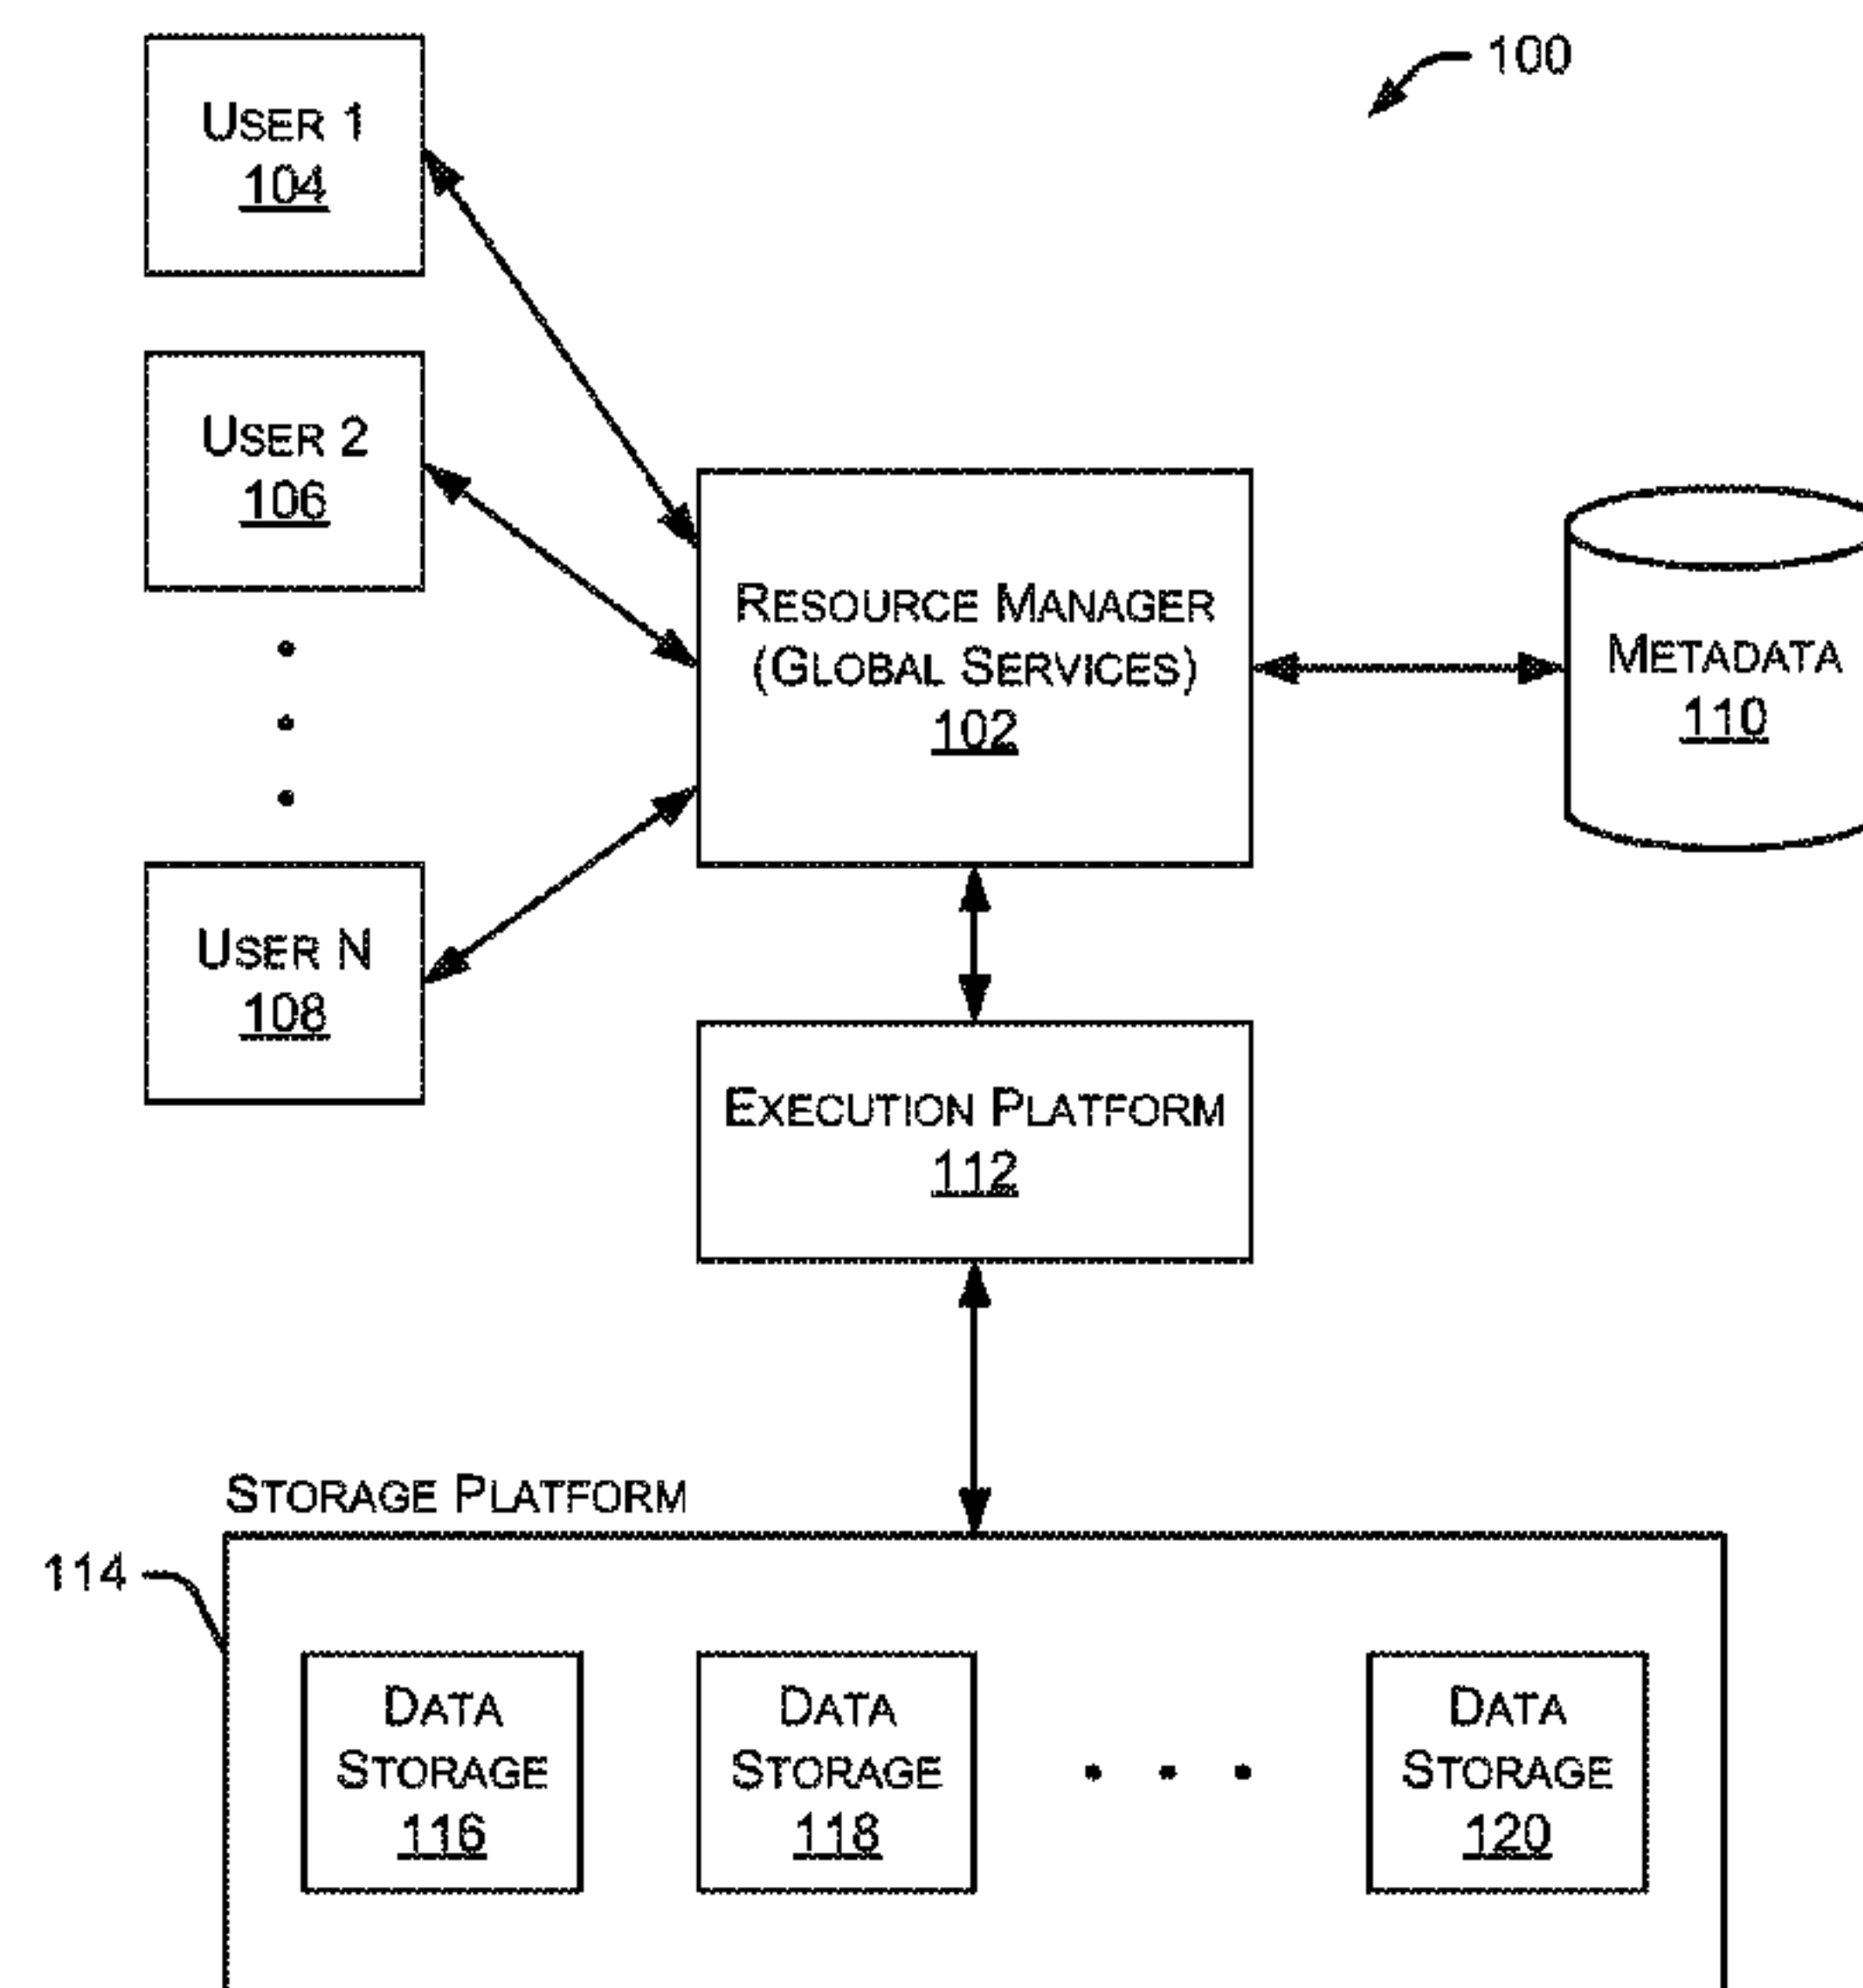 100
USER 1
104
USER 2
106
RESOURCE MANAGER
(GLOBAL SERVICES)
102
METADATA
110
USER N
108
EXECUTION PLATFORM
112
STORAGE PLATFORM
114
DATA
STORAGE
116
DATA
STORAGE
118
DATA
STORAGE
120